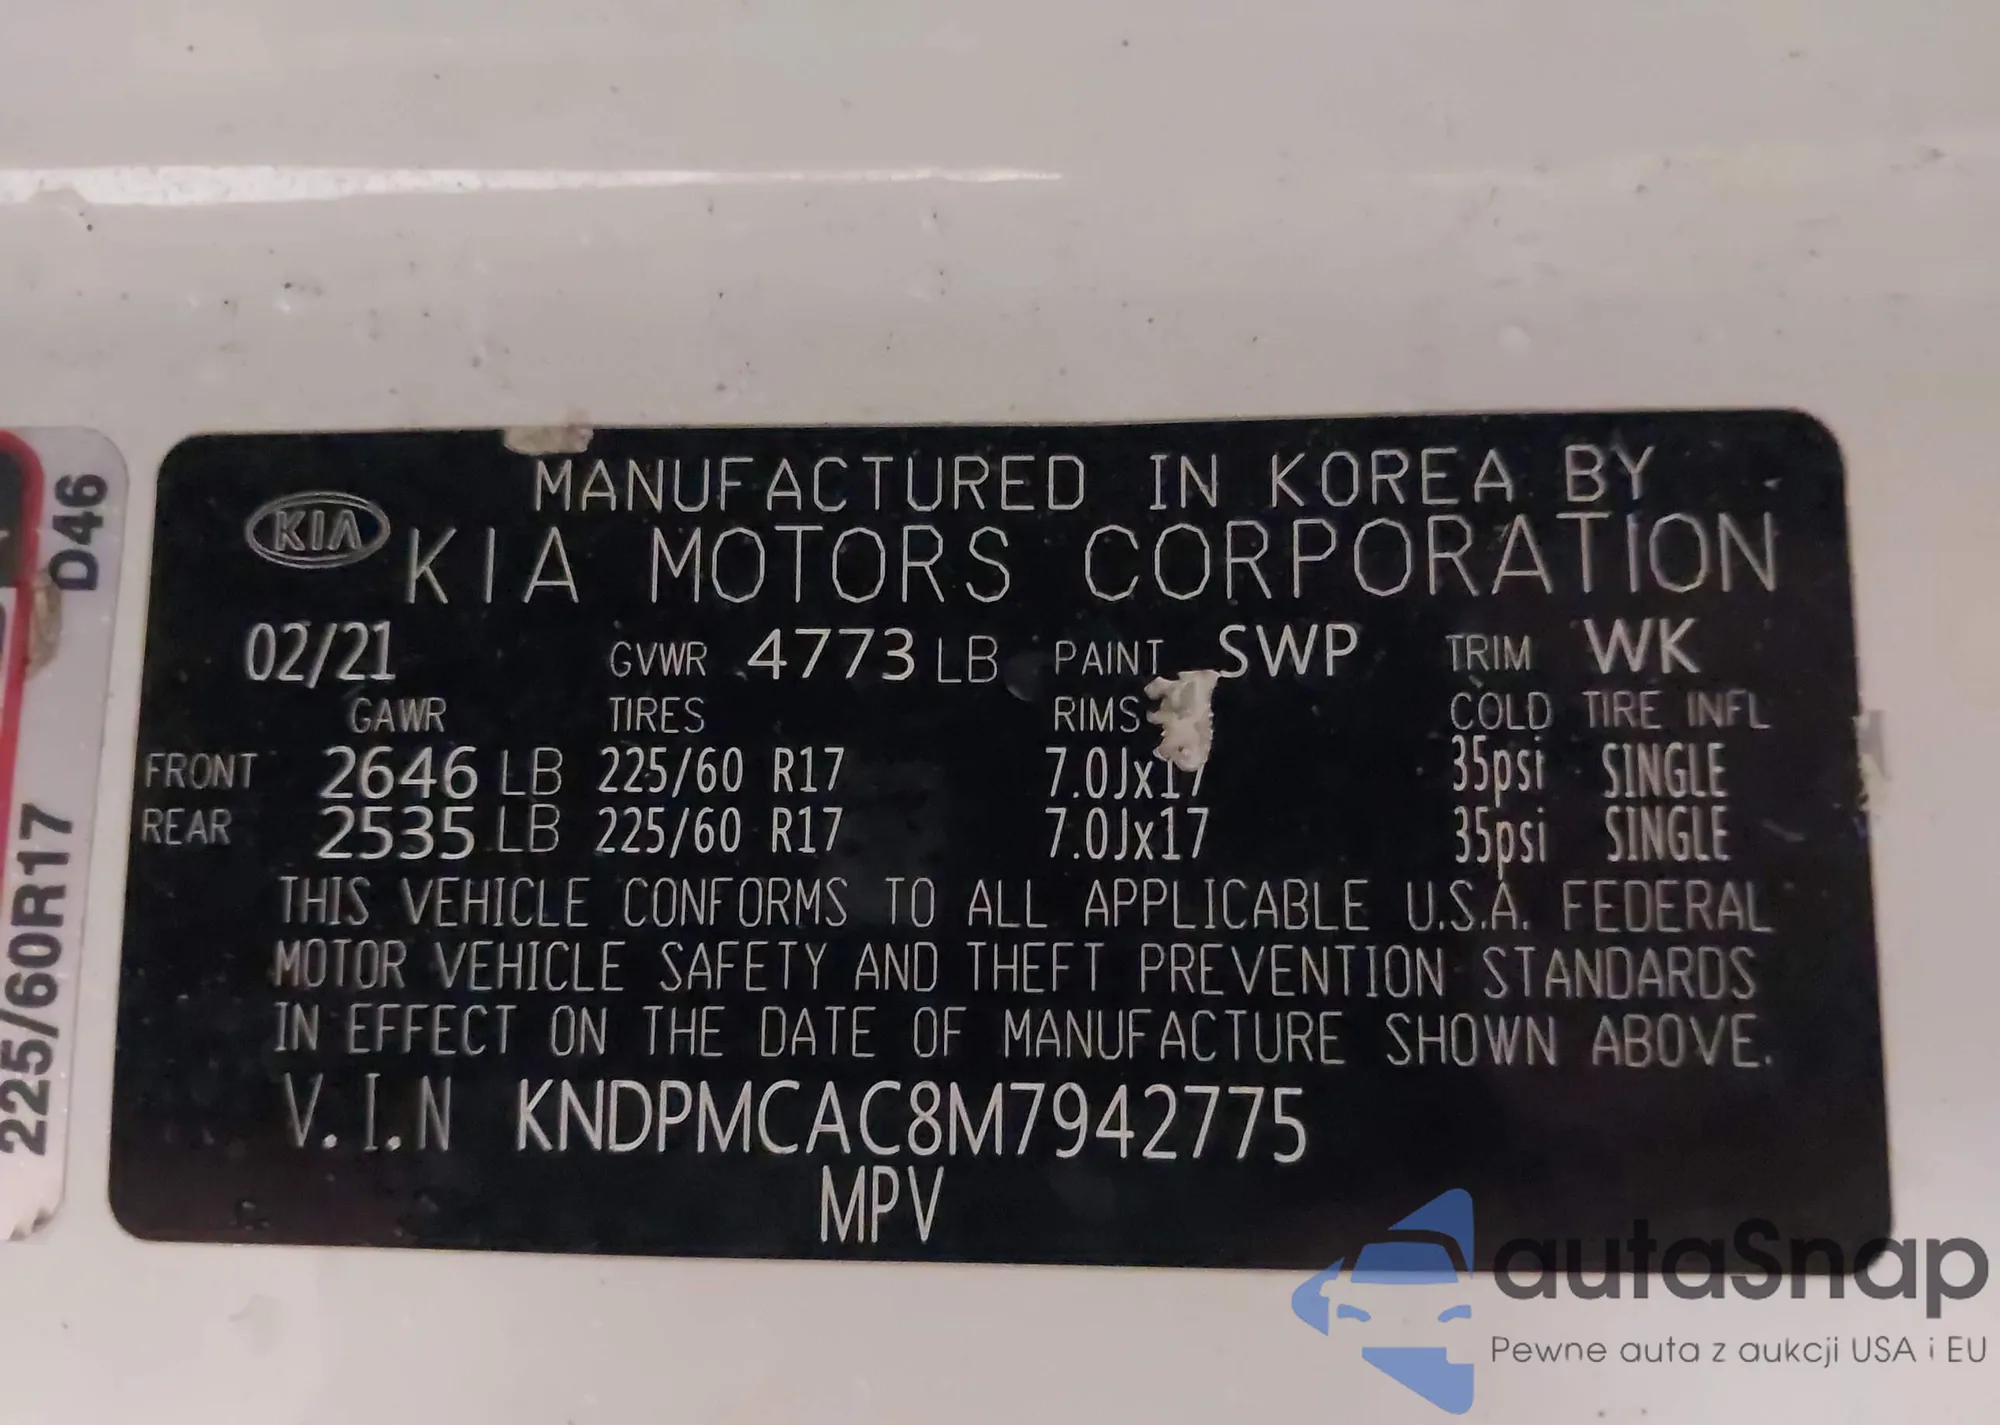 MANUFACTURED IN KOREA BY
KIA KIA MOTORS CORPORATION
02/21 GVWR 4773 LB PAINT SWP TRIM WK
GAWR TIRES RIMS COLD TIRE INFL
FRONT 2646 LB 225/60 R17 7.0Jx17 35psi SINGLE
REAR 2535 LB 225/60 R17 7.0Jx17 35psi SINGLE
THIS VEHICLE CONFORMS TO ALL APPLICABLE U.S.A. FEDERAL
MOTOR VEHICLE SAFETY AND THEFT PREVENTION STANDARDS
IN EFFECT ON THE DATE OF MANUFACTURE SHOWN ABOVE.
V.I.N KNDPMCAC8M7942775
MPV
225/60R17 D46
autaSnap
Pewne auta z aukcji USA i EU